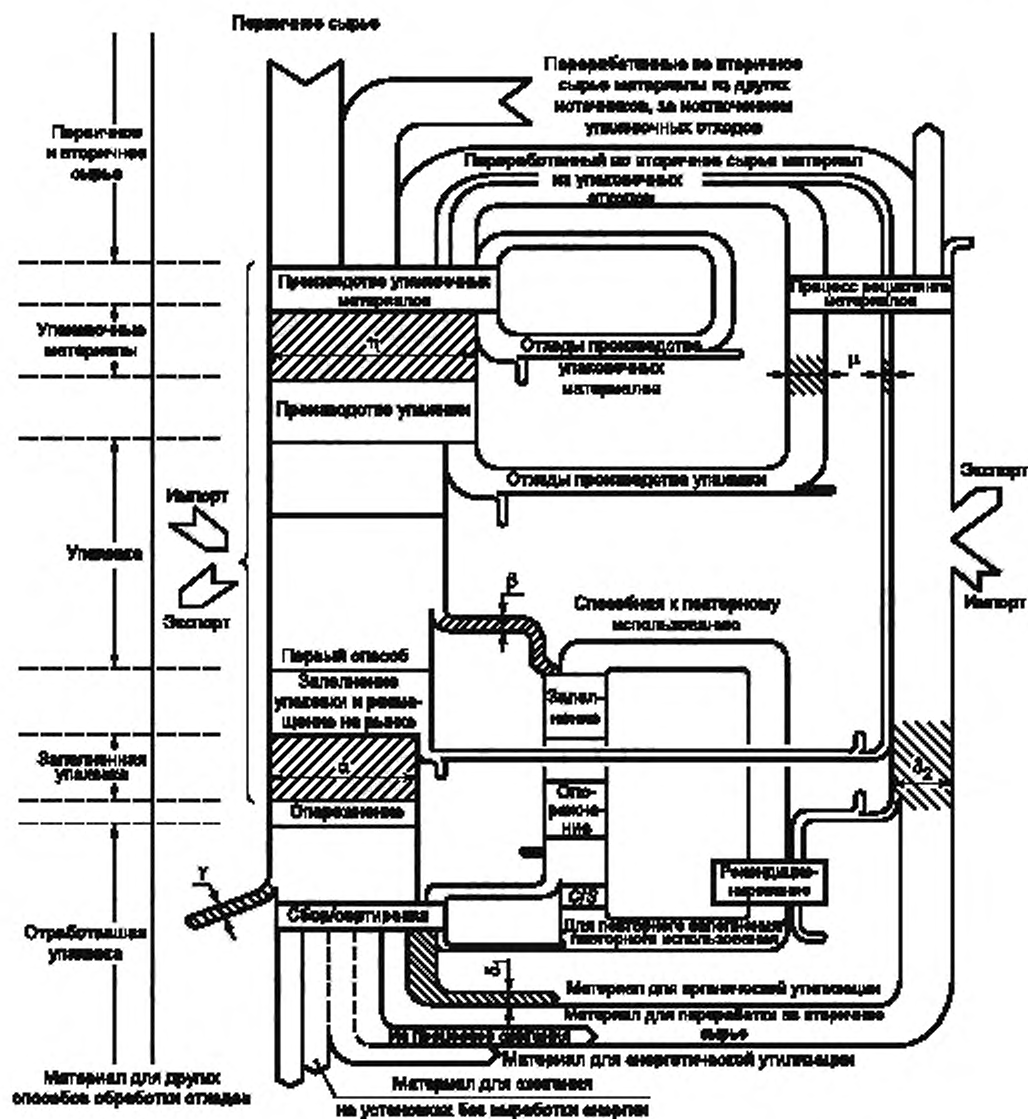 Первичное сырье
Переработанные во вторичное
сырье материалы из других
источников, за исключением
упаковочных отходов
Первичное
и вторичное
сырье
Переработанный во вторичное сырье материал
из упаковочных
отходов
Производство упаковочных
материалов
Процесс рециклинга
материалов
Упаковочные
материалы
η
Отходы производства
упаковочных
материалов
μ
Производство упаковки
Отходы производства упаковки
Экспорт
Импорт
Упаковка
Экспорт
Импорт
β
Способная к повторному
использованию
Первый способ
Заполнение
упаковки и разме-
щение на рынке
Запол-
нение
Заполненная
упаковка
α
δ2
Опорожнение
Опо-
рожне-
ние
γ
Рекондицио-
нирование
C/S
Сбор/сортировка
Для повторного заполнения/
повторного использования
Отработавшая
упаковка
Материал для органической утилизации
Материал для переработки во вторичное
сырье
Из процессов сжигания
Материал для энергетической утилизации
Материал для других
способов обработки отходов
Материал для сжигания
на установках без выработки энергии